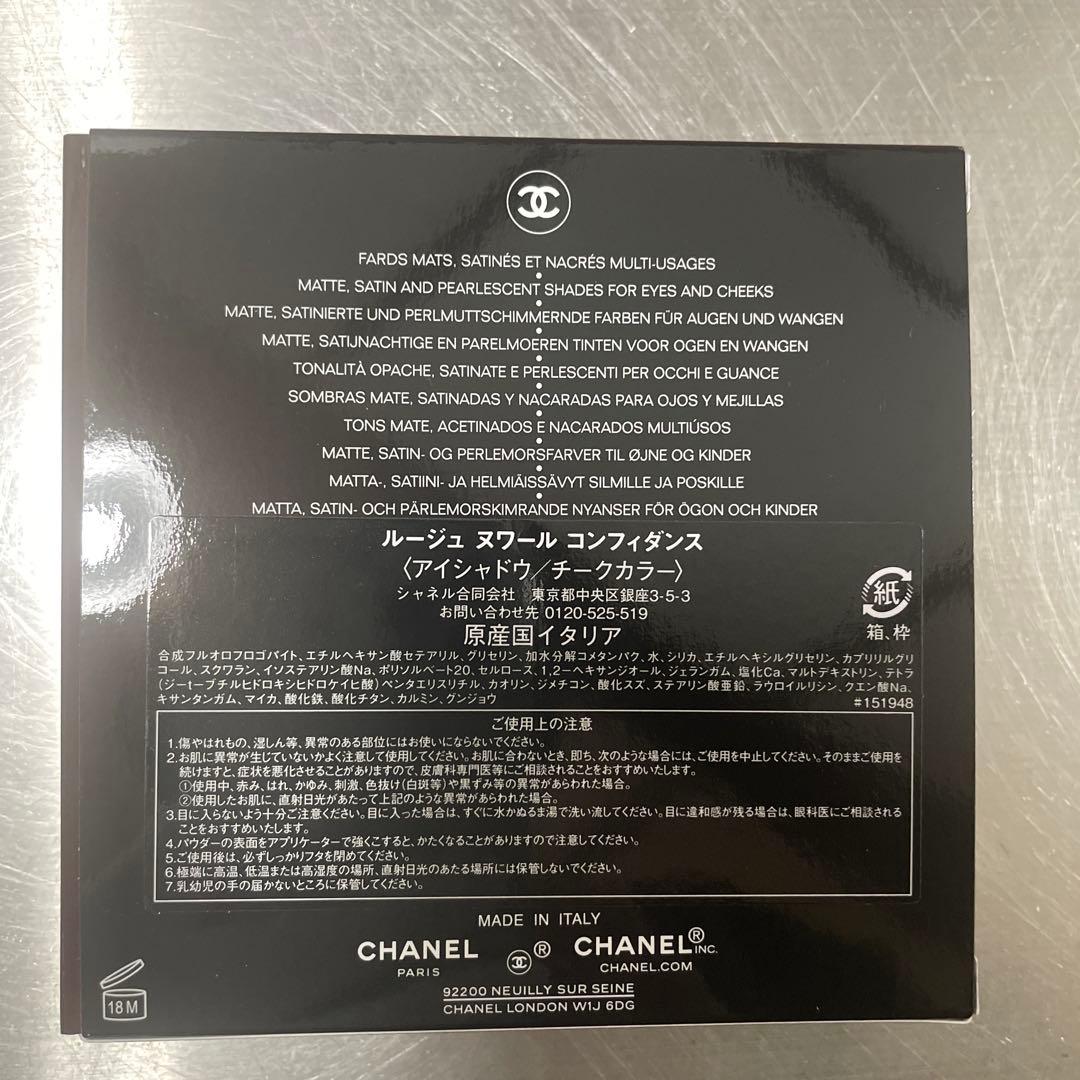 FARDS MATS, SATINÉS ET NACRÉS MULTI-USAGES
MATTE, SATIN AND PEARLESCENT SHADES FOR EYES AND CHEEKS
MATTE, SATINIERTE UND PERLMUTTSCHIMMERNDE FARBEN FÜR AUGEN UND WANGEN
MATTE, SATIJNACHTIGE EN PARELMOEREN TINTEN VOOR OGEN EN WANGEN
TONALITÀ OPACHE, SATINATE E PERLESCENTI PER OCCHI E GUANCE
SOMBRAS MATE, SATINADAS Y NACARADAS PARA OJOS Y MEJILLAS
TONS MATE, ACETINADOS E NACARADOS MULTIÚSOS
MATTE, SATIN- OG PERLEMORSFARVER TIL ØJNE OG KINDER
MATTA-, SATIINI- JA HELMIÄISSÄVYT SILMILLE JA POSKILLE
MATTA, SATIN- OCH PÄRLEMORSKIMRANDE NYANSER FÖR ÖGON OCH KINDER
ルージュ ヌワール コンフィダンス
〈アイシャドウ/チークカラー〉
シャネル合同会社 東京都中央区銀座3-5-3
お問い合わせ先 0120-525-519
原産国イタリア
紙
箱、枠
合成フルオロフロゴパイト、エチルヘキサン酸セテアリル、グリセリン、加水分解コメタンパク、水、シリカ、エチルヘキシルグリセリン、カプリリルグリ
コール、スクワラン、イソステアリン酸Na、ポリソルベート20、セルロース、1,2-ヘキサンジオール、ジェランガム、塩化Ca、マルトデキストリン、テトラ
(ジ-t-ブチルヒドロキシヒドロケイヒ酸)ペンタエリスリチル、カオリン、ジメチコン、酸化スズ、ステアリン酸亜鉛、ラウロイルリシン、クエン酸Na、
キサンタンガム、マイカ、酸化鉄、酸化チタン、カルミン、グンジョウ
#151948
ご使用上の注意
1.傷やはれもの、湿しん等、異常のある部位にはお使いにならないでください。
2.お肌に異常が生じていないかよく注意して使用してください。お肌に合わないとき、即ち、次のような場合には、ご使用を中止してください。そのままご使用を
続けますと、症状を悪化させることがありますので、皮膚科専門医等にご相談されることをおすすめいたします。
①使用中、赤み、はれ、かゆみ、刺激、色抜け(白斑等)や黒ずみ等の異常があらわれた場合。
②使用したお肌に、直射日光があたって上記のような異常があらわれた場合。
3.目に入らないよう十分ご注意ください。目に入った場合は、すぐに水かぬるま湯で洗い流してください。目に違和感が残る場合は、眼科医にご相談される
ことをおすすめいたします。
4.パウダーの表面をアプリケーターで強くこすると、かたくなることがありますので注意してください。
5.ご使用後は、必ずしっかりフタを閉めてください。
6.極端に高温、低温または高湿度の場所、直射日光のあたる場所には保管しないでください。
7.乳幼児の手の届かないところに保管してください。
MADE IN ITALY
CHANEL ® CHANEL® INC.
PARIS CHANEL.COM
92200 NEUILLY SUR SEINE
CHANEL LONDON W1J 6DG
18 M